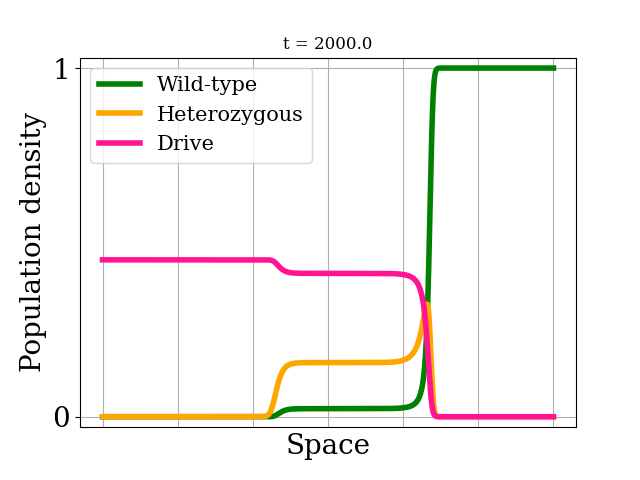 t = 2000.0
1
Wild-type
Heterozygous
Drive
Population density
0
Space